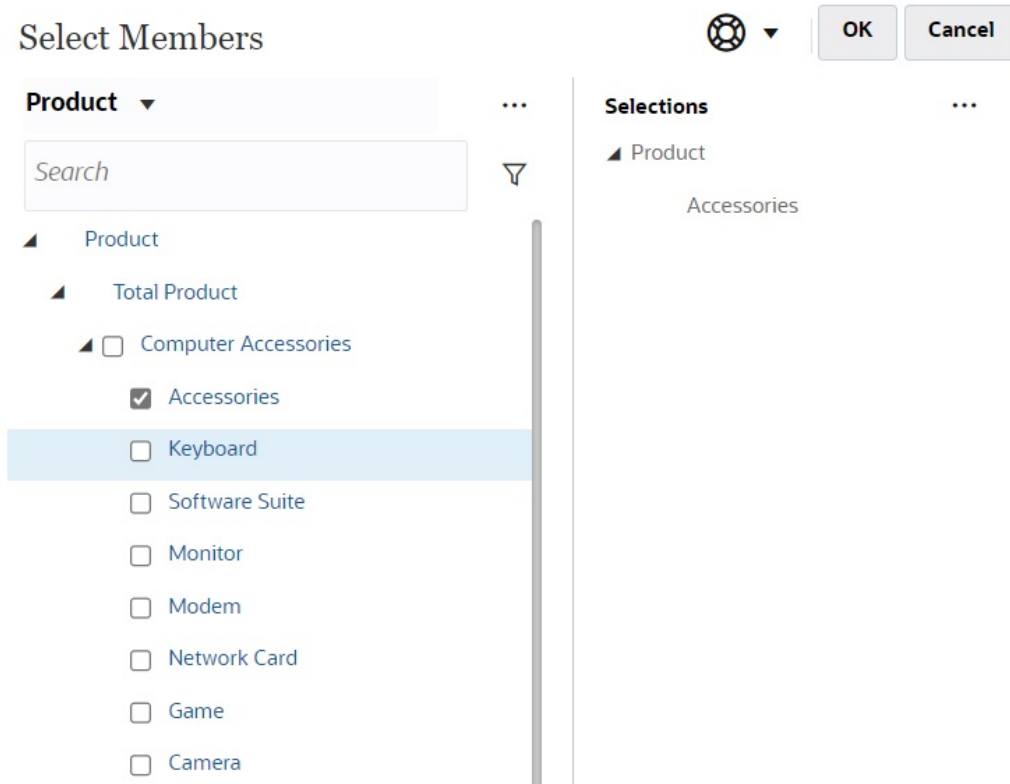 Select Members
OK
Cancel
Product
Search
Product
Total Product
Computer Accessories
Accessories
Keyboard
Software Suite
Monitor
Modem
Network Card
Game
Camera
Selections
Product
Accessories